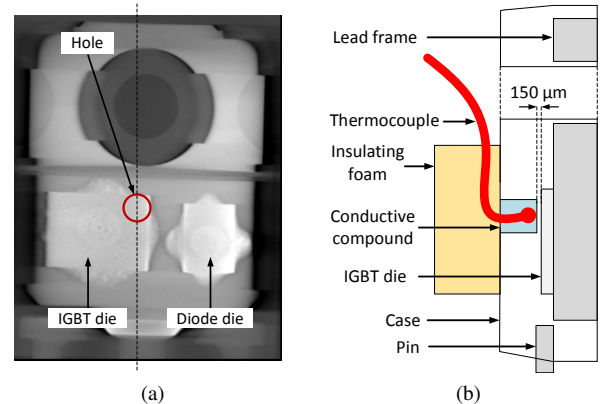 Hole
IGBT die
Diode die
(a)
Lead frame
150 µm
Thermocouple
Insulating
foam
Conductive
compound
IGBT die
Case
Pin
(b)